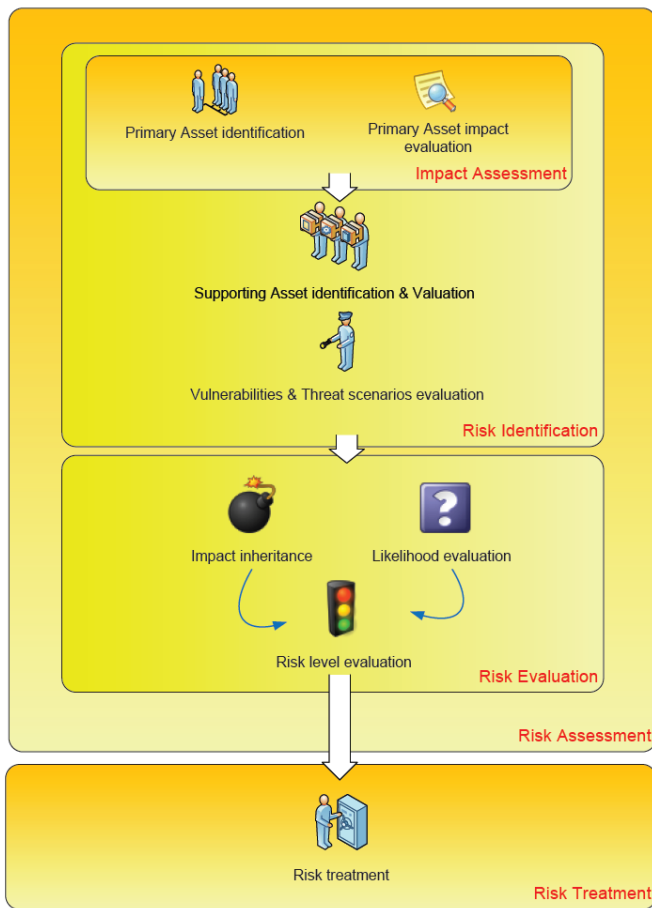 Primary Asset identification
Primary Asset impact
evaluation
Impact Assessment
Supporting Asset identification & Valuation
Vulnerabilities & Threat scenarios evaluation
Risk Identification
?
Impact inheritance
Likelihood evaluation
Risk level evaluation
Risk Evaluation
Risk Assessment
Risk treatment
Risk Treatment